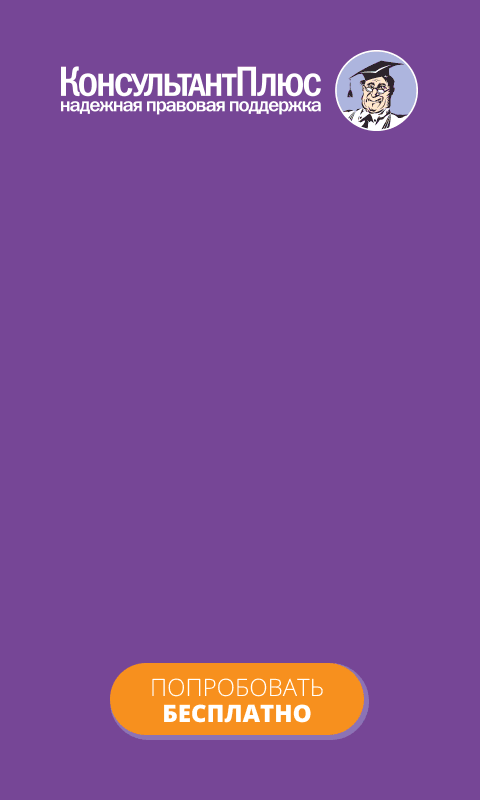 КонсультантПлюс
надежная правовая поддержка
ПОПРОБОВАТЬ
БЕСПЛАТНО